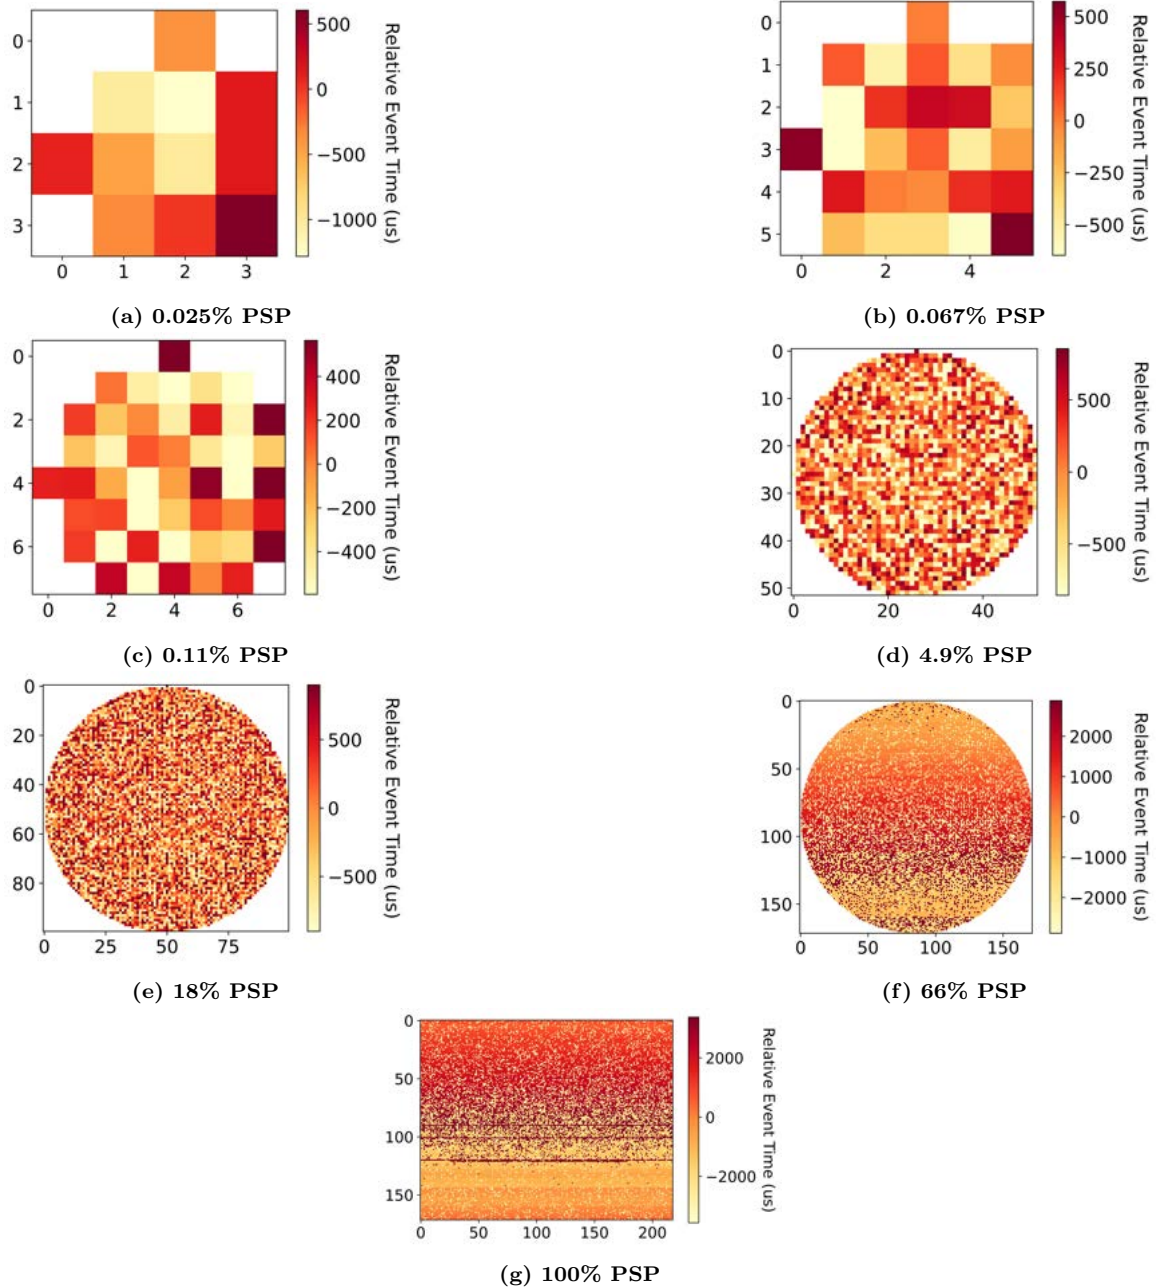 0
1
2
3
0 1 2 3
500
0
−500
−1000
Relative Event Time (us)
(a) 0.025% PSP
0
1
2
3
4
5
0 2 4
500
250
0
−250
−500
Relative Event Time (us)
(b) 0.067% PSP
0
2
4
6
0 2 4 6
400
200
0
−200
−400
Relative Event Time (us)
(c) 0.11% PSP
0
10
20
30
40
50
0 20 40
500
0
−500
Relative Event Time (us)
(d) 4.9% PSP
0
20
40
60
80
0 25 50 75
500
0
−500
Relative Event Time (us)
(e) 18% PSP
0
50
100
150
0 50 100 150
2000
1000
0
−1000
−2000
Relative Event Time (us)
(f) 66% PSP
0
50
100
150
0 50 100 150 200
2000
0
−2000
Relative Event Time (us)
(g) 100% PSP